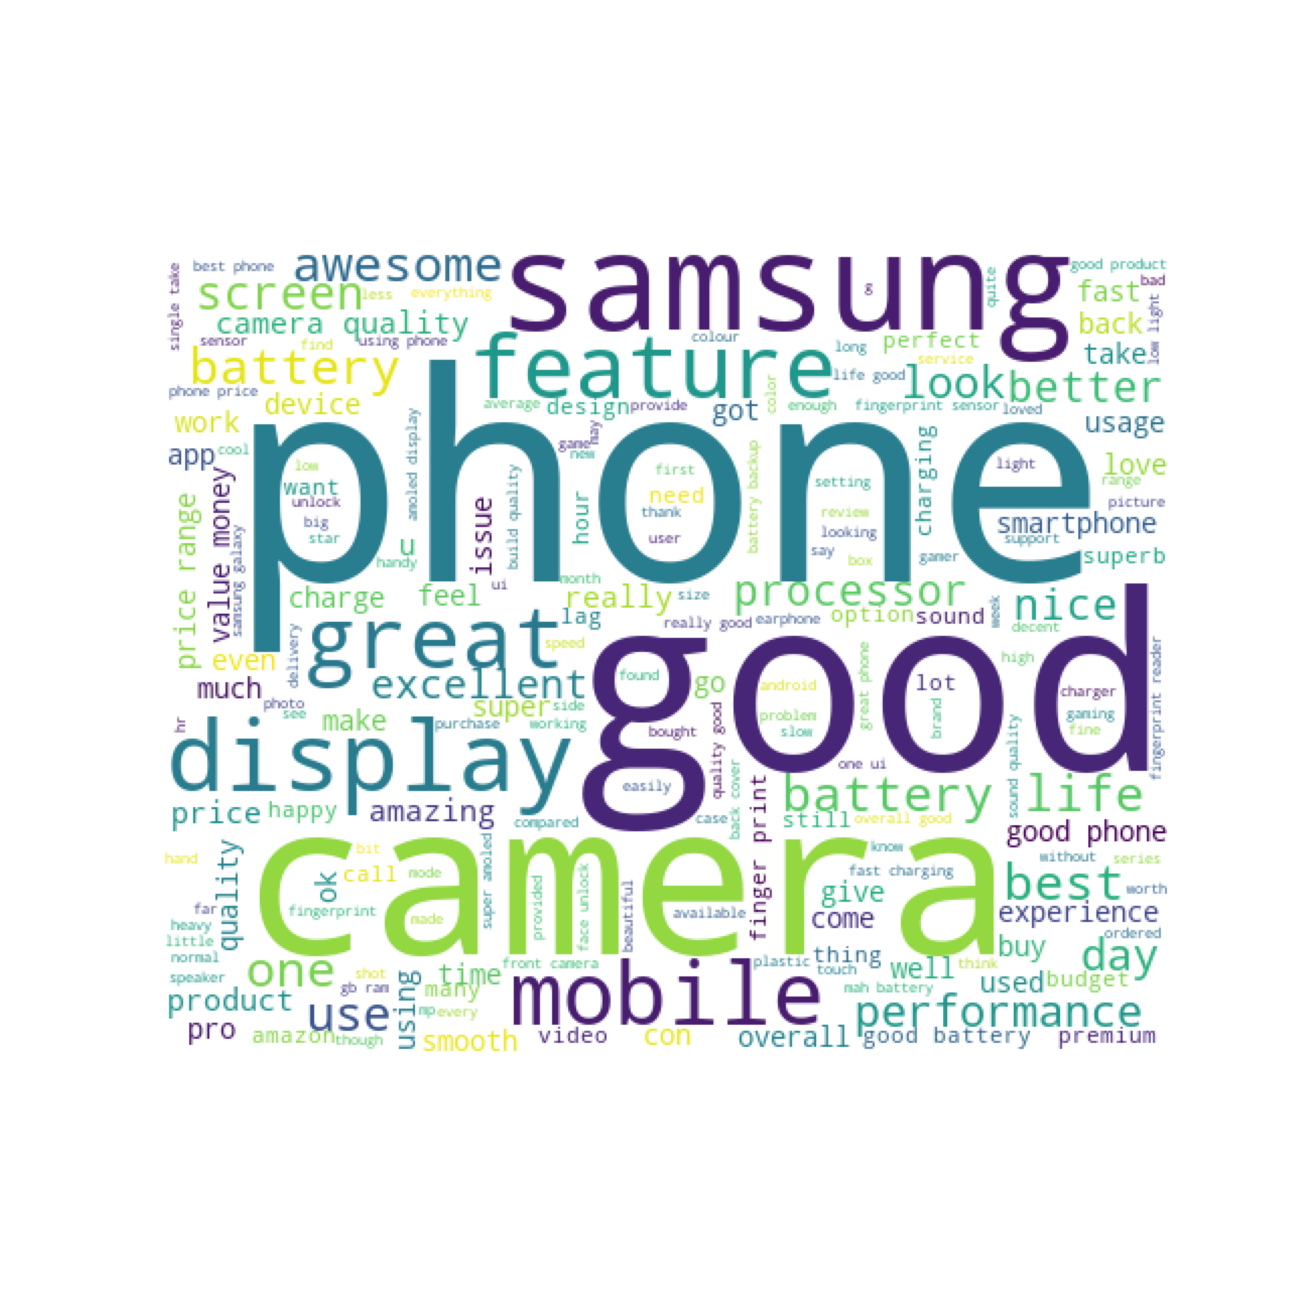 best phone
awesome
samsung
good product
single take
screen
less
everything
g
quite
fast
bad
camera quality
back
low light
sensor
find
using phone
feature
colour
long
perfect
take
battery
service
phone price
device
life good
look
better
average
design
provide
got
color
enough
fingerprint sensor
loved
work
amoled display
may
usage
phone
app
cool
low
game
new
first
light
love
want
unlock
need
setting
charging
range
price range
value money
big
star
u
issue
build quality
hour
thank
user
battery backup
review
looking
say
box
gamer
smartphone
picture
support
superb
samsung galaxy
handy
ui
month
charge
feel
really
size
processor
nice
great
lag
really good
earphone
option
sound
week
decent
good
even
delivery
speed
high
fingerprint reader
much
excellent
found
go
android
great phone
lot
charger
hr
photo
see
make
super
side
purchase
working
bought
quality good
problem
slow
brand
gaming
fine
display
one ui
sound quality
easily
battery life
price
happy
amazing
compared
case
back cover
finger print
still
overall good
good phone
camera
hand
quality
bit
call
ok
mode
super amoled
know
without
series
fast charging
best
worth
far
fingerprint
made
provided
face unlock
beautiful
available
give
come
experience
heavy
little
normal
ordered
one
shot
time
front camera
plastic
touch
thing
well
think
buy
day
speaker
gb ram
using
many
mobile
mah battery
used
budget
product
use
mp
every
performance
pro
amazon
though
smooth
video
con
overall
good battery
premium